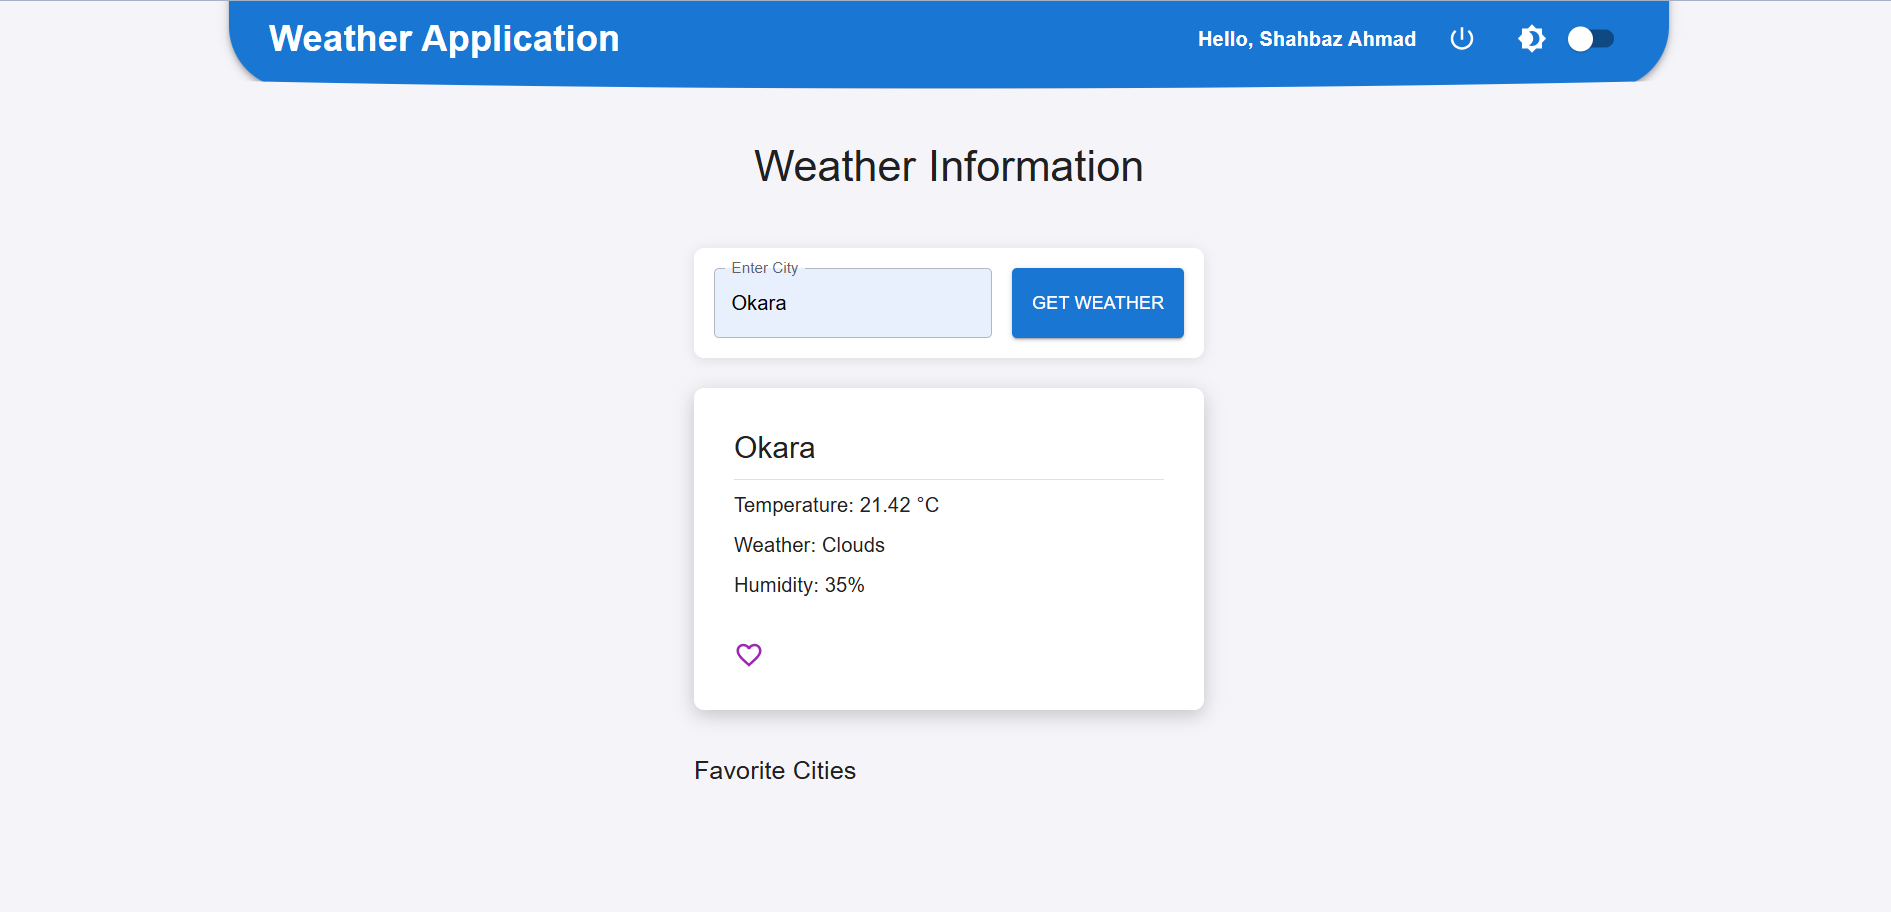 Weather Application
Hello, Shahbaz Ahmad
Weather Information
Enter City
Okara
GET WEATHER
Okara
Temperature: 21.42 °C
Weather: Clouds
Humidity: 35%
Favorite Cities